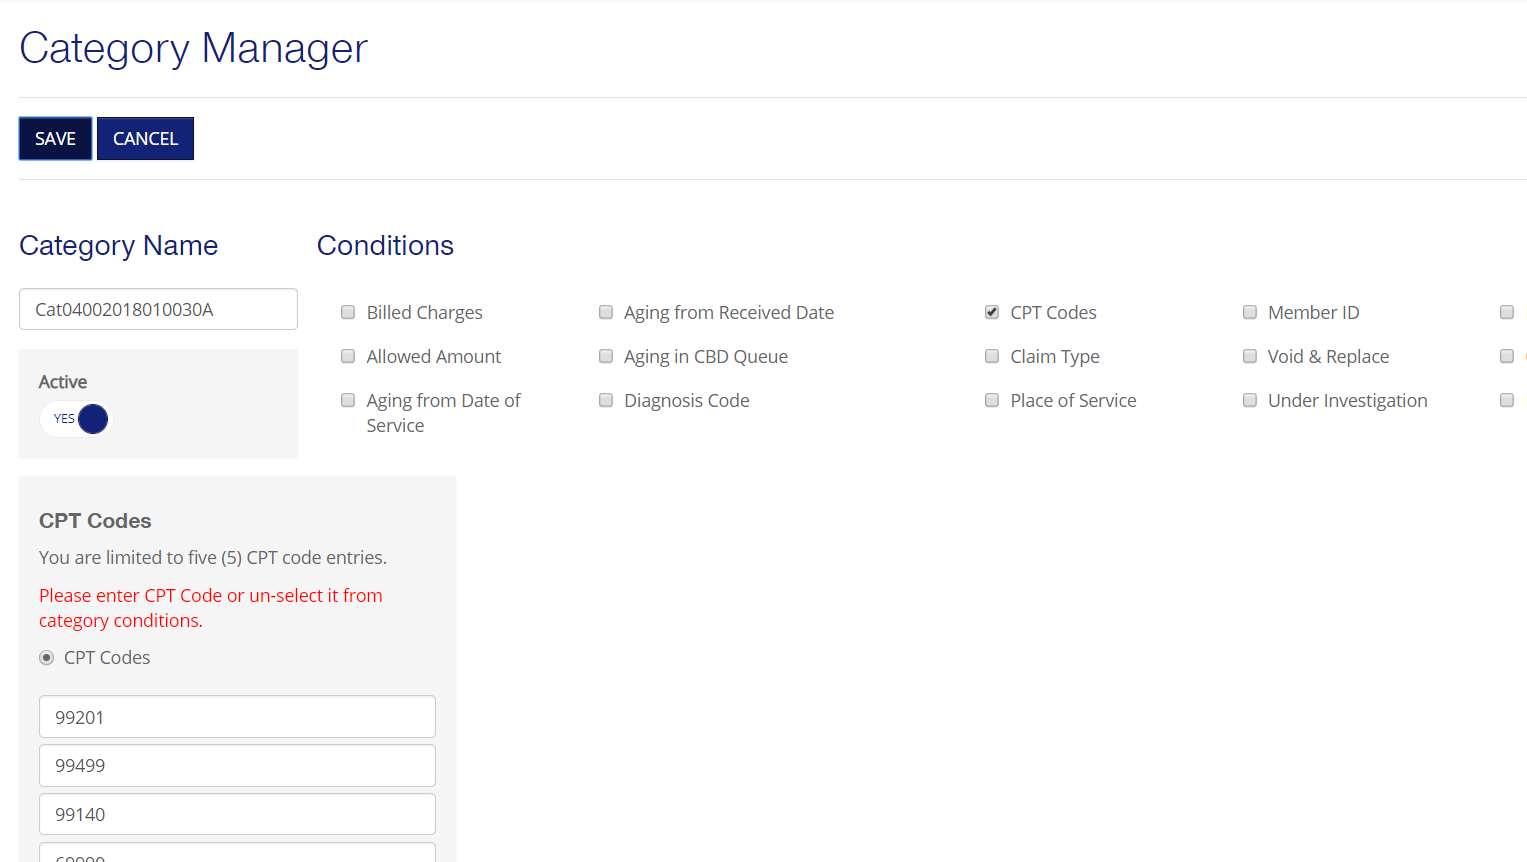 Category Manager
SAVE
CANCEL
Category Name
Conditions
Cat04002018010030A
Billed Charges
Aging from Received Date
CPT Codes
Member ID
Allowed Amount
Aging in CBD Queue
Claim Type
Void & Replace
Aging from Date of
Service
Diagnosis Code
Place of Service
Under Investigation
Active
YES
CPT Codes
You are limited to five (5) CPT code entries.
Please enter CPT Code or un-select it from
category conditions.
CPT Codes
99201
99499
99140